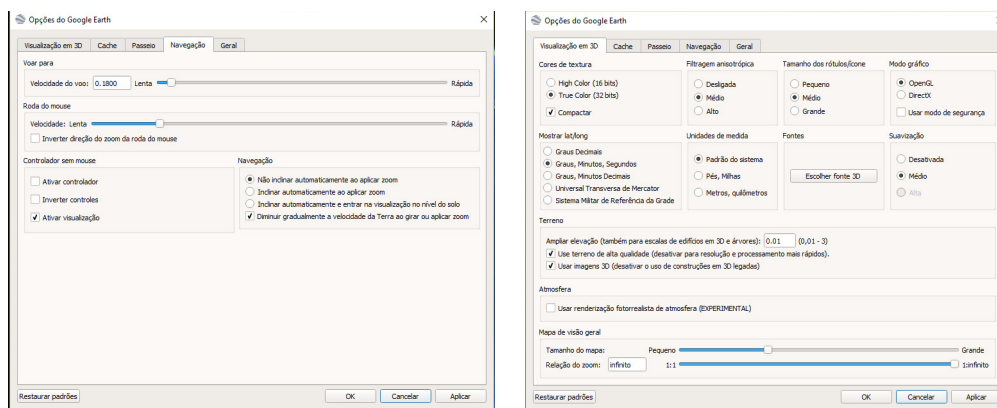 Opções do Google Earth
Visualização em 3D Cache Passeio Navegação Geral
Voar para
Velocidade do voo: 0.1800 Lenta Rápida
Roda do mouse
Velocidade: Lenta Rápida
Inverter direção do zoom da roda do mouse
Controlador sem mouse
Ativar controlador
Inverter controles
Ativar visualização
Navegação
Não inclinar automaticamente ao aplicar zoom
Inclinar automaticamente ao aplicar zoom
Inclinar automaticamente e entrar na visualização no nível do solo
Diminuir gradualmente a velocidade da Terra ao girar ou aplicar zoom
Restaurar padrões OK Cancelar Aplicar
Opções do Google Earth
Visualização em 3D Cache Passeio Navegação Geral
Cores de textura
High Color (16 bits)
True Color (32 bits)
Compactar
Filtragem anisotrópica
Desligada
Médio
Alto
Tamanho dos rótulos/ícone
Pequeno
Médio
Grande
Modo gráfico
OpenGL
DirectX
Usar modo de segurança
Mostrar lat/long
Graus Decimais
Graus, Minutos, Segundos
Graus, Minutos Decimais
Universal Transversa de Mercator
Sistema Militar de Referência da Grade
Unidades de medida
Padrão do sistema
Pés, Milhas
Metros, quilômetros
Fontes
Escolher fonte 3D
Suavização
Desativada
Médio
Alta
Terreno
Ampliar elevação (também para escalas de edifícios em 3D e árvores): 0.01 (0,01 - 3)
Use terreno de alta qualidade (desativar para resolução e processamento mais rápidos).
Usar imagens 3D (desativar o uso de construções em 3D legadas)
Atmosfera
Usar renderização fotorrealista de atmosfera (EXPERIMENTAL)
Mapa de visão geral
Tamanho do mapa: Pequeno Grande
Relação do zoom: infinito 1:1 1:infinito
Restaurar padrões OK Cancelar Aplicar